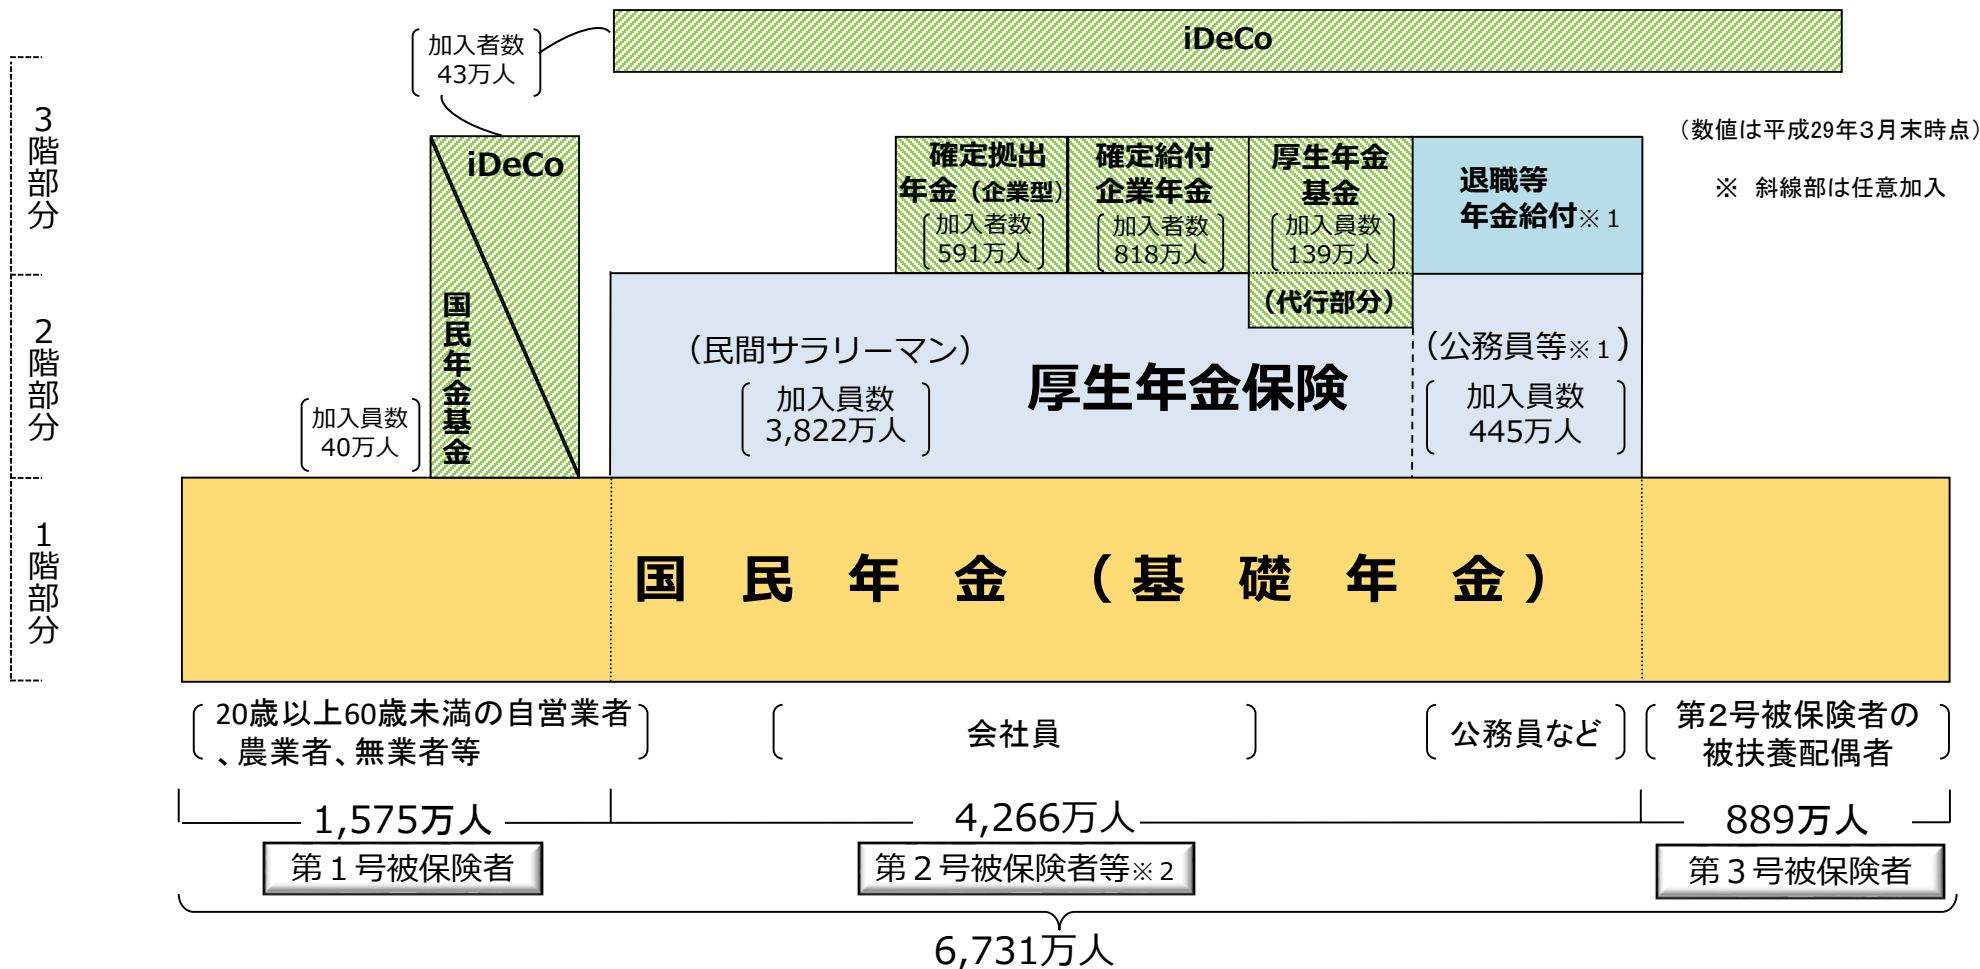 iDeCo
加入者数
43万人
3階部分
(数値は平成29年3月末時点)
※ 斜線部は任意加入
iDeCo
国民年金基金
加入員数
40万人
確定拠出
年金（企業型）
加入者数
591万人
確定給付
企業年金
加入者数
818万人
厚生年金
基金
加入員数
139万人
(代行部分)
退職等
年金給付※１
2階部分
（民間サラリーマン）
加入員数
3,822万人
厚生年金保険
（公務員等※１）
加入員数
445万人
1階部分
国 民 年 金 （ 基 礎 年 金 ）
20歳以上60歳未満の自営業者
、農業者、無業者等
会社員
公務員など
第2号被保険者の
被扶養配偶者
1,575万人
4,266万人
889万人
第１号被保険者
第２号被保険者等※２
第３号被保険者
6,731万人